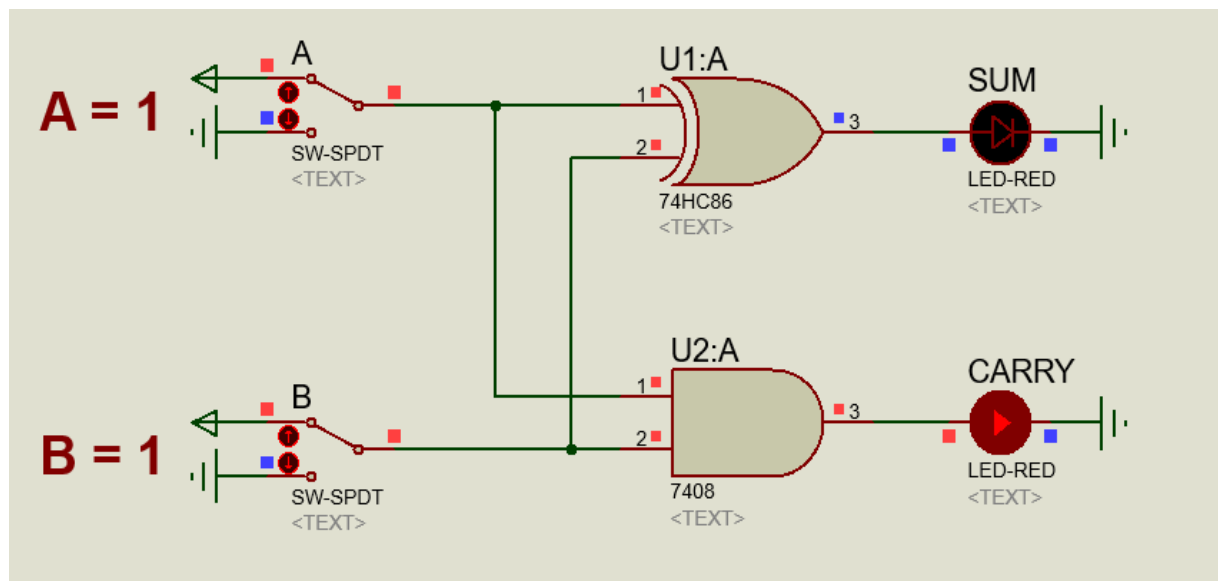 A
A = 1
SW-SPDT
<TEXT>
U1:A
1
2
3
74HC86
<TEXT>
SUM
LED-RED
<TEXT>
B
B = 1
SW-SPDT
<TEXT>
U2:A
1
2
3
7408
<TEXT>
CARRY
LED-RED
<TEXT>